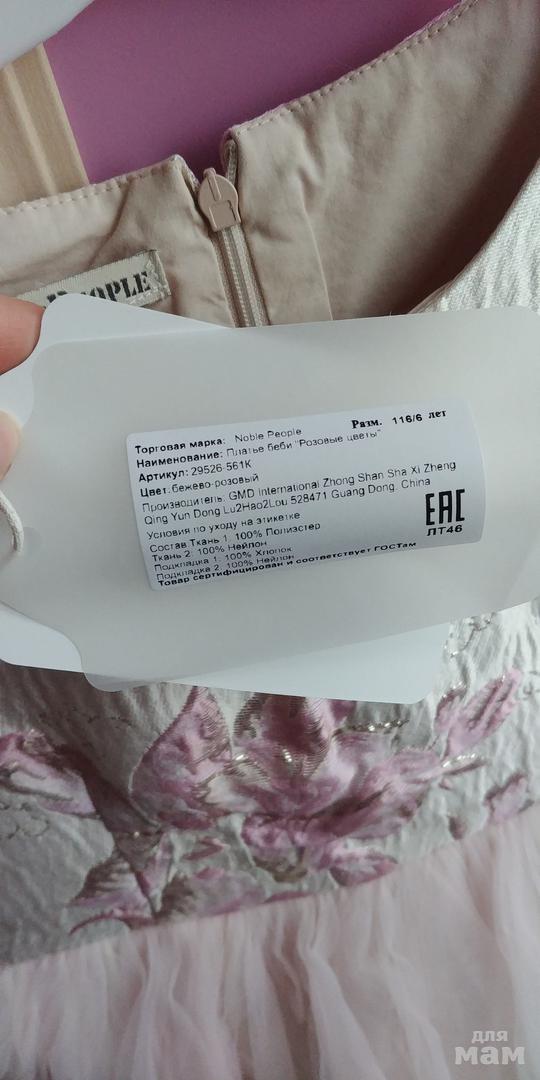 PEOPLE
Разм. 116/6 лет
Торговая марка: Noble People
Наименование: Платье беби "Розовые цветы"
Артикул: 29526-561К
Цвет: бежево-розовый
Производитель: GMD International Zhong Shan Sha Xi Zheng
Qing Yun Dong Lu2Hao2Lou.528471 Guang Dong. China
Условия по уходу на этикетке
Состав Ткань 1: 100% Полиэстер
Ткань 2: 100% Нейлон
Подкладка 1: 100% Хлопок
Подкладка 2: 100% Нейлон
Товар сертифицирован и соответствует ГОСТам
EAC
ЛТ46
для
мам